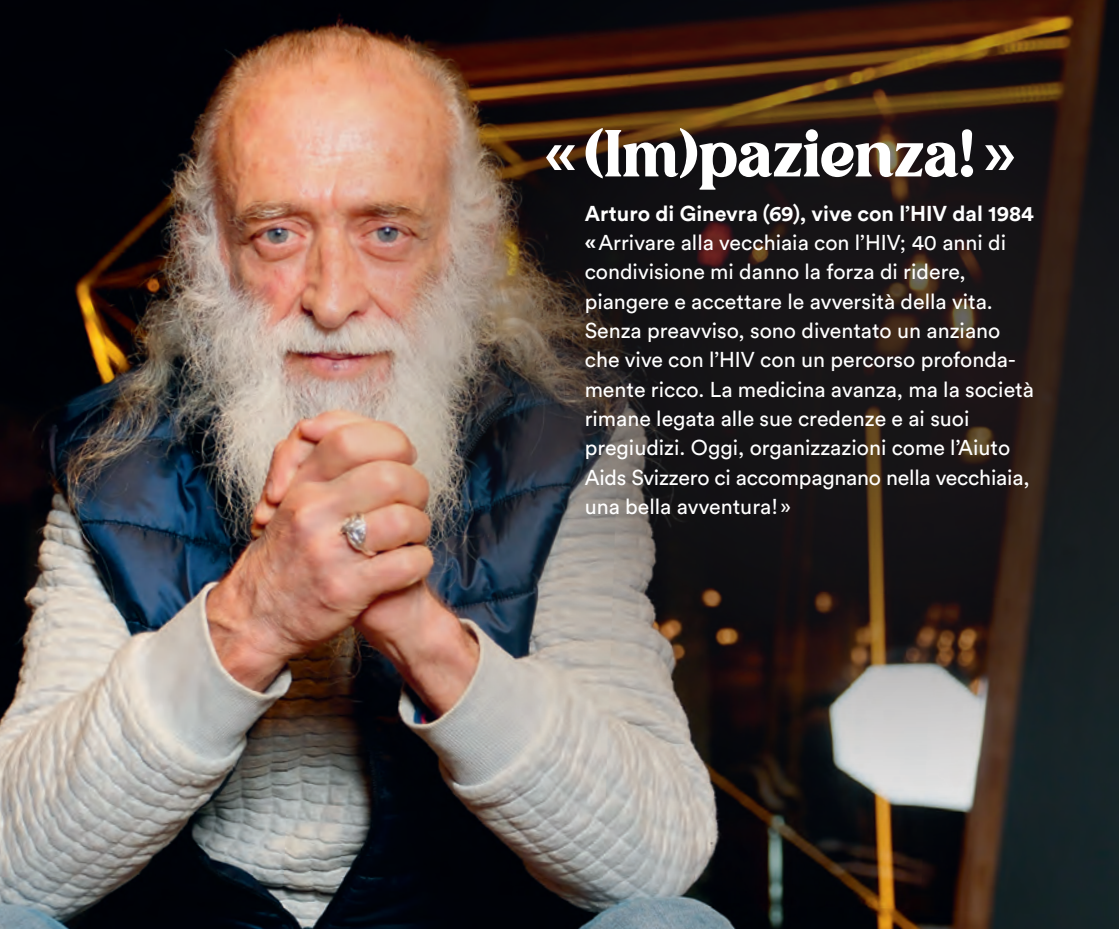 «(Im)pazienza!»
Arturo di Ginevra (69), vive con l’HIV dal 1984
«Arrivare alla vecchiaia con l’HIV; 40 anni di
condivisione mi danno la forza di ridere,
piangere e accettare le avversità della vita.
Senza preavviso, sono diventato un anziano
che vive con l’HIV con un percorso profonda-
mente ricco. La medicina avanza, ma la società
rimane legata alle sue credenze e ai suoi
pregiudizi. Oggi, organizzazioni come l’Aiuto
Aids Svizzero ci accompagnano nella vecchiaia,
una bella avventura!»